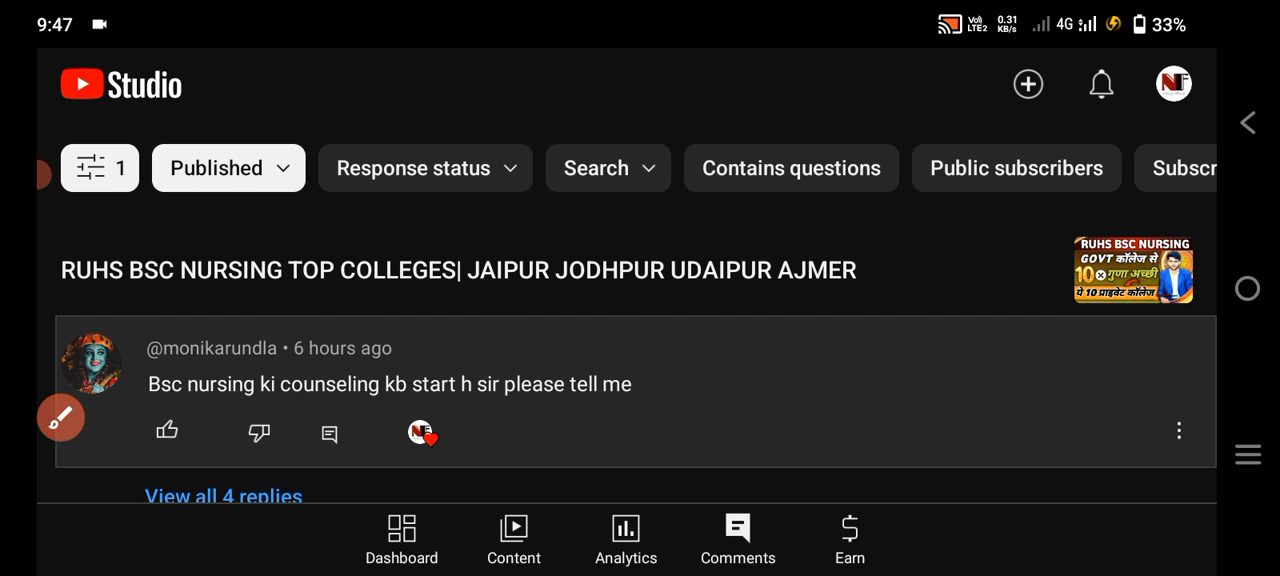 9:47
Vo) LTE2 0.31 KB/s 4G 33%
Studio
NF
1 Published Response status Search Contains questions Public subscribers Subscr
RUHS BSC NURSING TOP COLLEGES| JAIPUR JODHPUR UDAIPUR AJMER
RUHS BSC NURSING
GOVT कॉलेज से
10x गुणा अच्छी
ये 10 प्राइवेट कॉलेज
@monikarundla • 6 hours ago
Bsc nursing ki counseling kb start h sir please tell me
NF
View all 4 replies
Dashboard Content Analytics Comments Earn